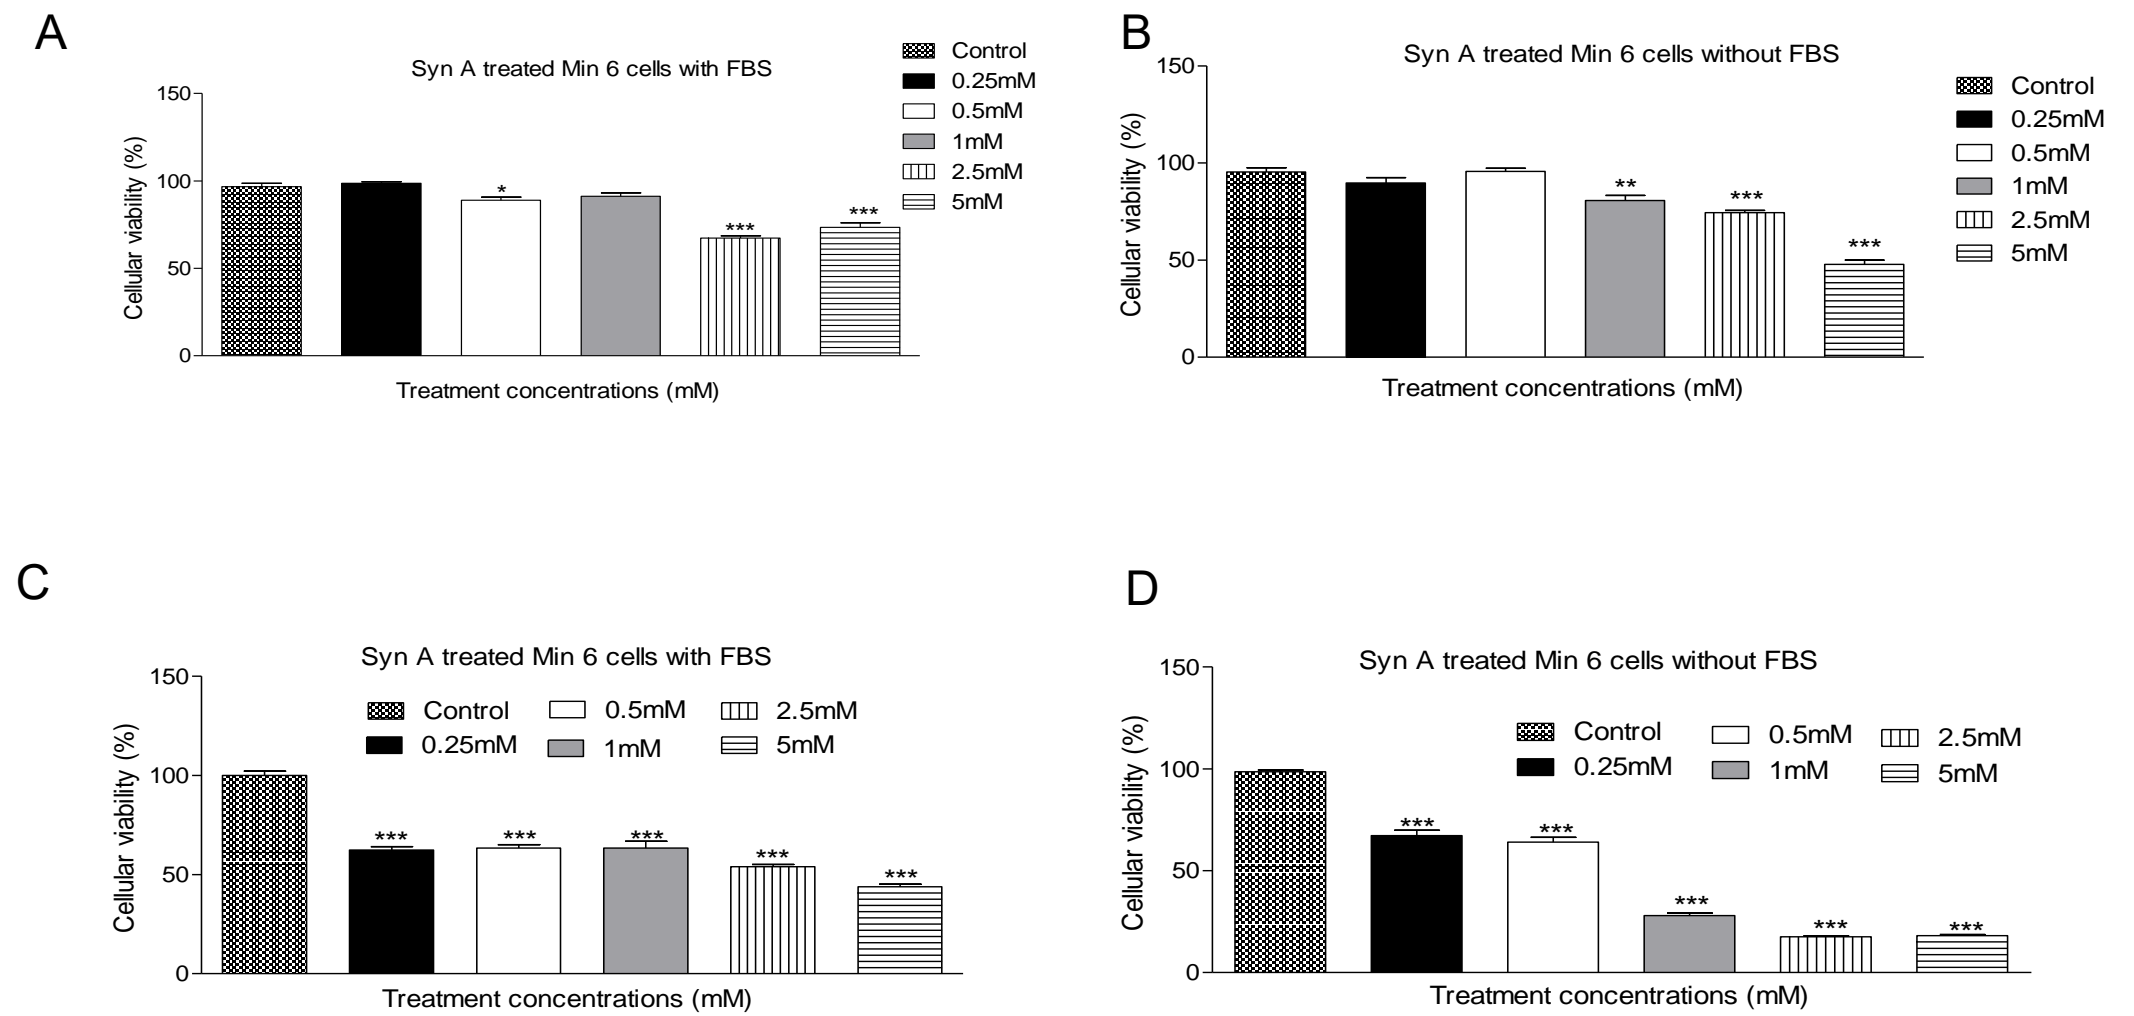 A
Syn A treated Min 6 cells with FBS
Control
0.25mM
0.5mM
1mM
2.5mM
5mM
150
100
50
0
Cellular viability (%)
*
***
***
Treatment concentrations (mM)
B
Syn A treated Min 6 cells without FBS
Control
0.25mM
0.5mM
1mM
2.5mM
5mM
150
100
50
0
Cellular viability (%)
**
***
***
Treatment concentrations (mM)
C
Syn A treated Min 6 cells with FBS
Control 0.5mM 2.5mM
0.25mM 1mM 5mM
150
100
50
0
Cellular viability (%)
***
***
***
***
***
Treatment concentrations (mM)
D
Syn A treated Min 6 cells without FBS
Control 0.5mM 2.5mM
0.25mM 1mM 5mM
150
100
50
0
Cellular viability (%)
***
***
***
***
***
Treatment concentrations (mM)